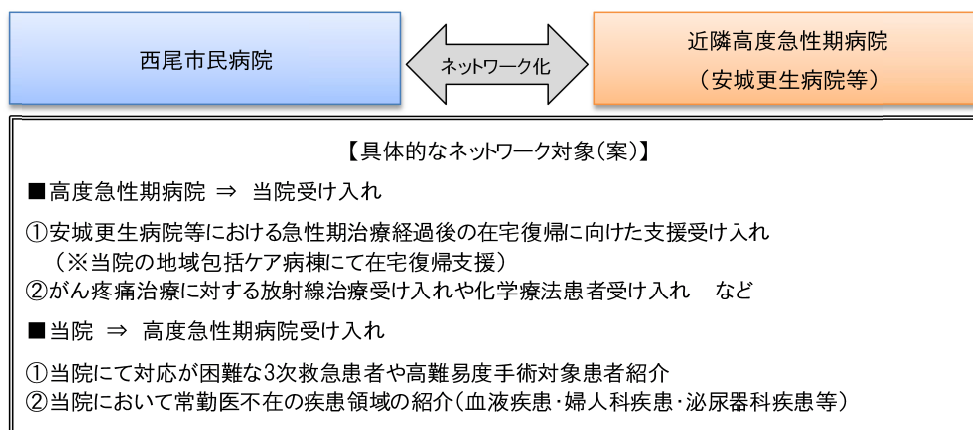 西尾市民病院
ネットワーク化
近隣高度急性期病院
（安城更生病院等）
【具体的なネットワーク対象（案）】
■高度急性期病院 ⇒ 当院受け入れ
①安城更生病院等における急性期治療経過後の在宅復帰に向けた支援受け入れ
（※当院の地域包括ケア病棟にて在宅復帰支援）
②がん疼痛治療に対する放射線治療受け入れや化学療法患者受け入れ　など
■当院 ⇒ 高度急性期病院受け入れ
①当院にて対応が困難な3次救急患者や高難易度手術対象患者紹介
②当院において常勤医不在の疾患領域の紹介（血液疾患・婦人科疾患・泌尿器科疾患等）